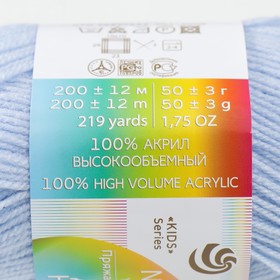 200 ± 12 м | 50 ± 3 г
200 ± 12 m | 50 ± 3 g
219 yards | 1,75 OZ
100% АКРИЛ
ВЫСОКООБЪЕМНЫЙ
100% HIGH VOLUME ACRYLIC
«KIDS»
Series
Пряжа